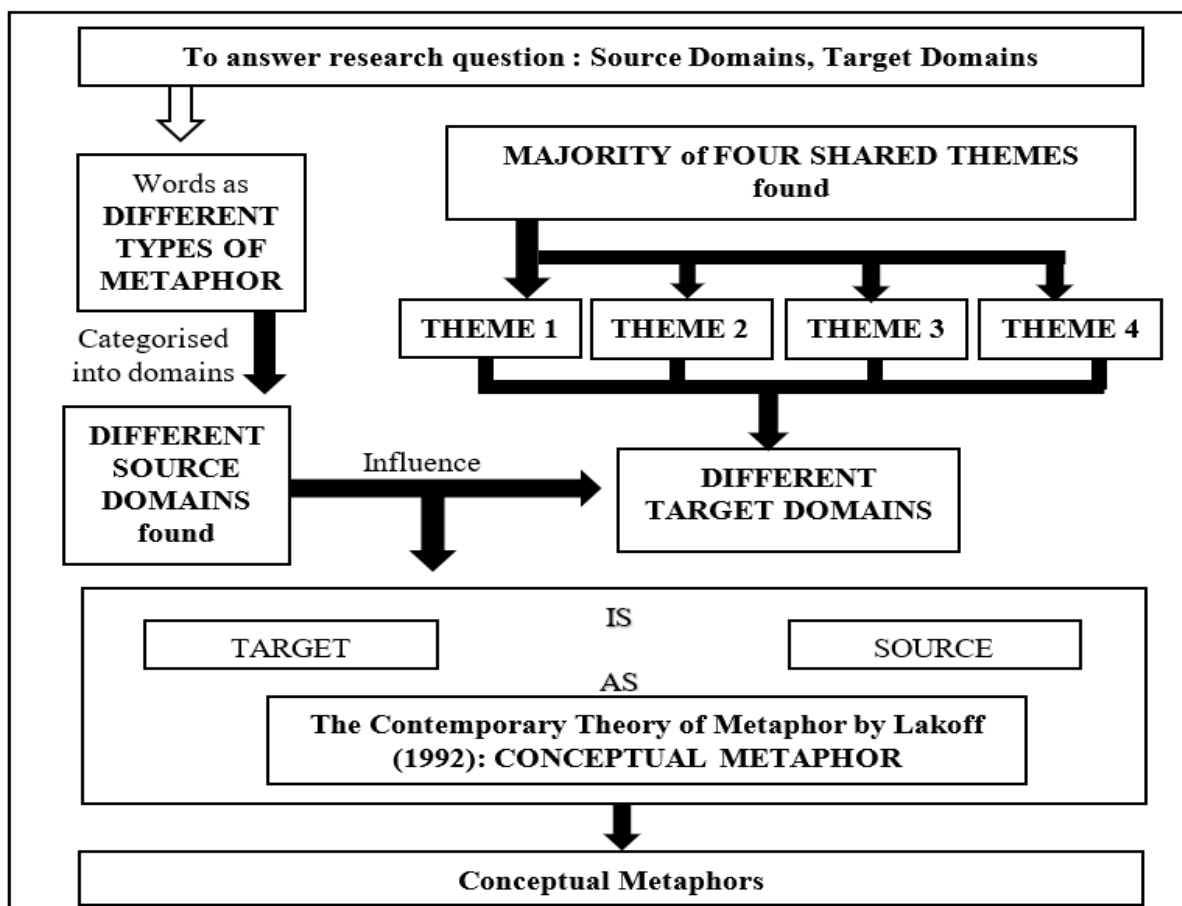 To answer research question : Source Domains, Target Domains
Words as
DIFFERENT
TYPES OF
METAPHOR
MAJORITY of FOUR SHARED THEMES
found
THEME 1
THEME 2
THEME 3
THEME 4
Categorised
into domains
DIFFERENT
SOURCE
DOMAINS
found
Influence
DIFFERENT
TARGET DOMAINS
IS
TARGET
SOURCE
AS
The Contemporary Theory of Metaphor by Lakoff
(1992): CONCEPTUAL METAPHOR
Conceptual Metaphors